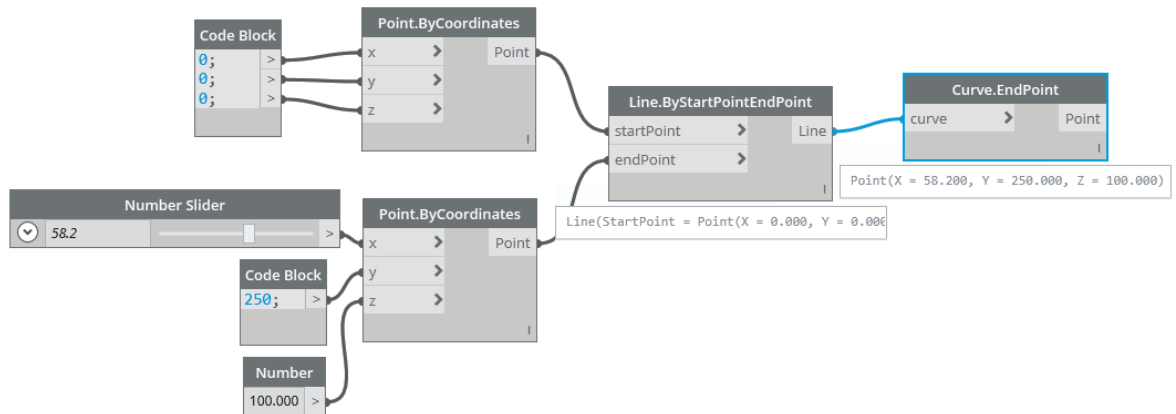 Code Block
0; >
0; >
0; >
Point.ByCoordinates
x > Point
y >
z >
l
Line.ByStartPointEndPoint
startPoint > Line
endPoint >
l
Line(StartPoint = Point(X = 0.000, Y = 0.000
Curve.EndPoint
curve > Point
l
Point(X = 58.200, Y = 250.000, Z = 100.000)
Number Slider
58.2 >
Point.ByCoordinates
x > Point
y >
z >
l
Code Block
250; >
Number
100.000 >